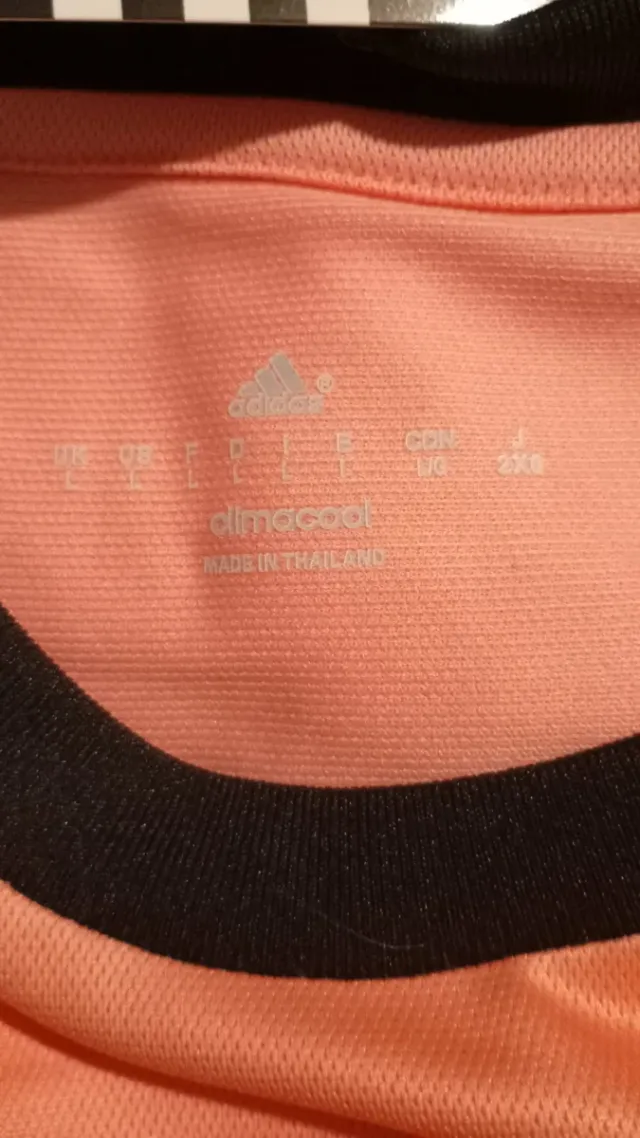 adidas®
UK US F D I E CDN J
L L L L L L L/G 2XO
climacool
MADE IN THAILAND